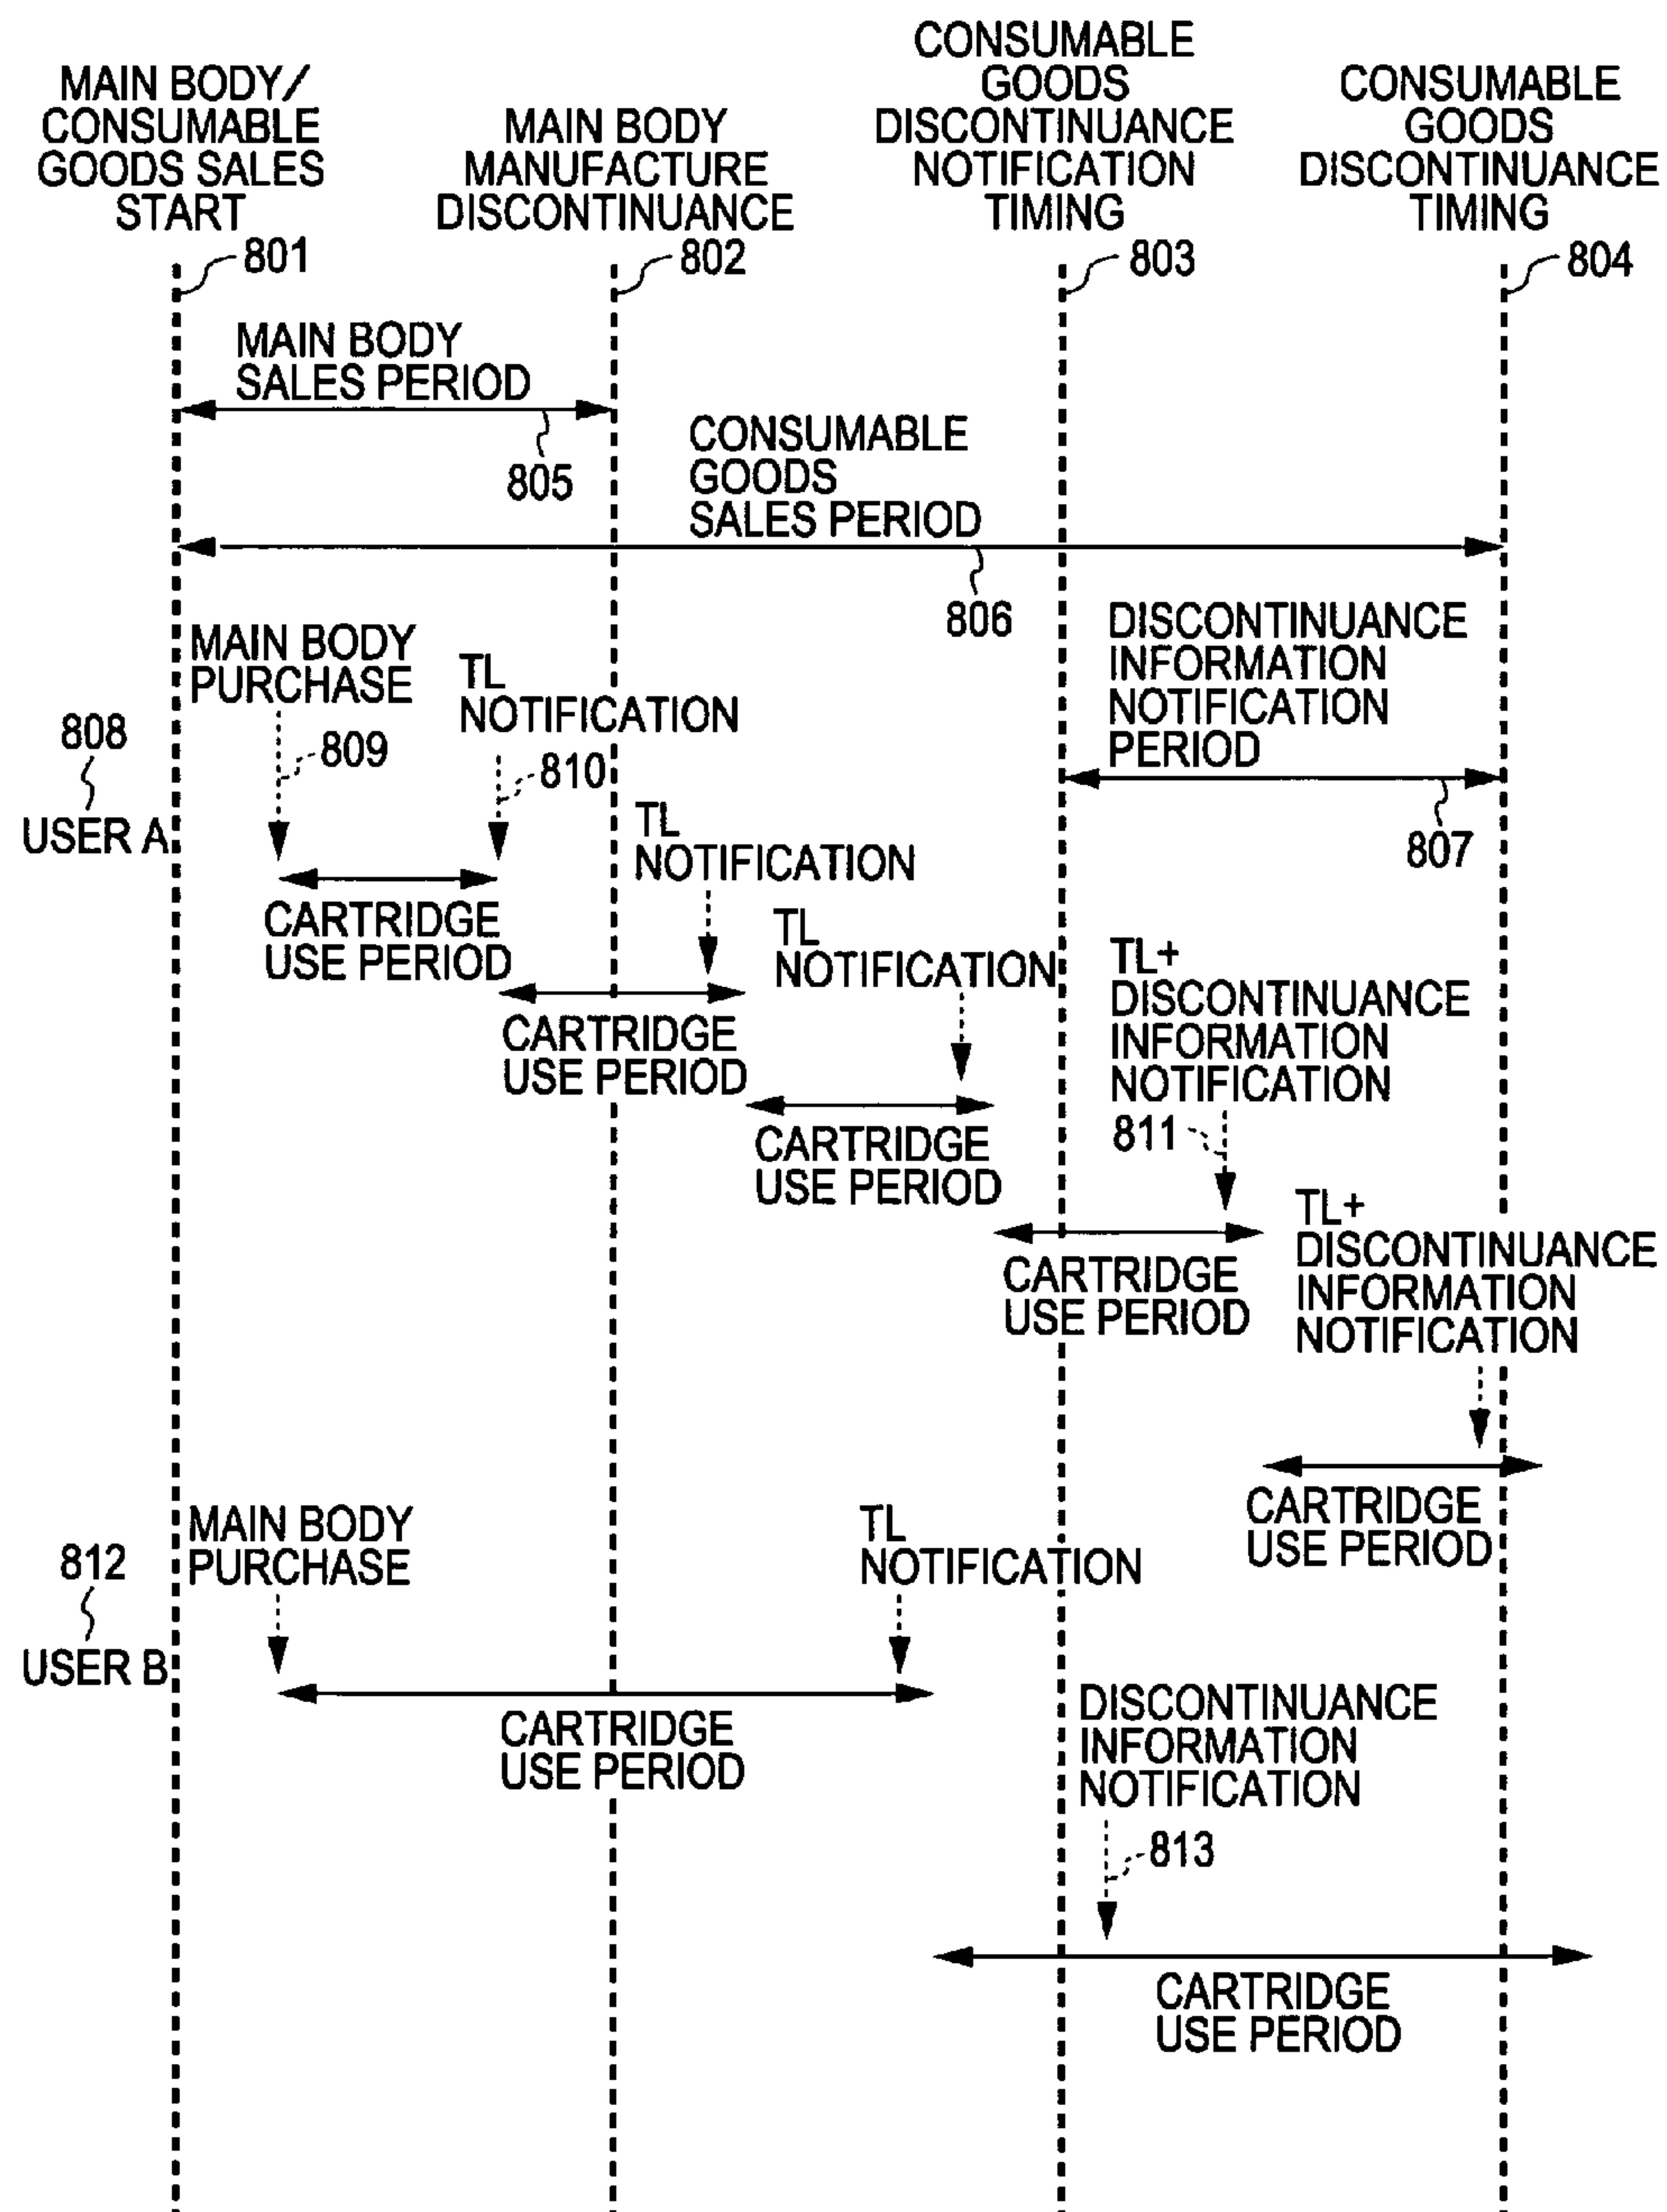 MAIN BODY/
CONSUMABLE
GOODS SALES
START
801
MAIN BODY
MANUFACTURE
DISCONTINUANCE
802
CONSUMABLE
GOODS
DISCONTINUANCE
NOTIFICATION
TIMING
803
CONSUMABLE
GOODS
DISCONTINUANCE
TIMING
804
MAIN BODY
SALES PERIOD
805
CONSUMABLE
GOODS
SALES PERIOD
806
DISCONTINUANCE
INFORMATION
NOTIFICATION
PERIOD
807
808
USER A
MAIN BODY
PURCHASE
809
TL
NOTIFICATION
810
CARTRIDGE
USE PERIOD
TL
NOTIFICATION
CARTRIDGE
USE PERIOD
TL
NOTIFICATION
CARTRIDGE
USE PERIOD
TL+
DISCONTINUANCE
INFORMATION
NOTIFICATION
811
CARTRIDGE
USE PERIOD
TL+
DISCONTINUANCE
INFORMATION
NOTIFICATION
CARTRIDGE
USE PERIOD
812
USER B
MAIN BODY
PURCHASE
TL
NOTIFICATION
CARTRIDGE
USE PERIOD
DISCONTINUANCE
INFORMATION
NOTIFICATION
813
CARTRIDGE
USE PERIOD